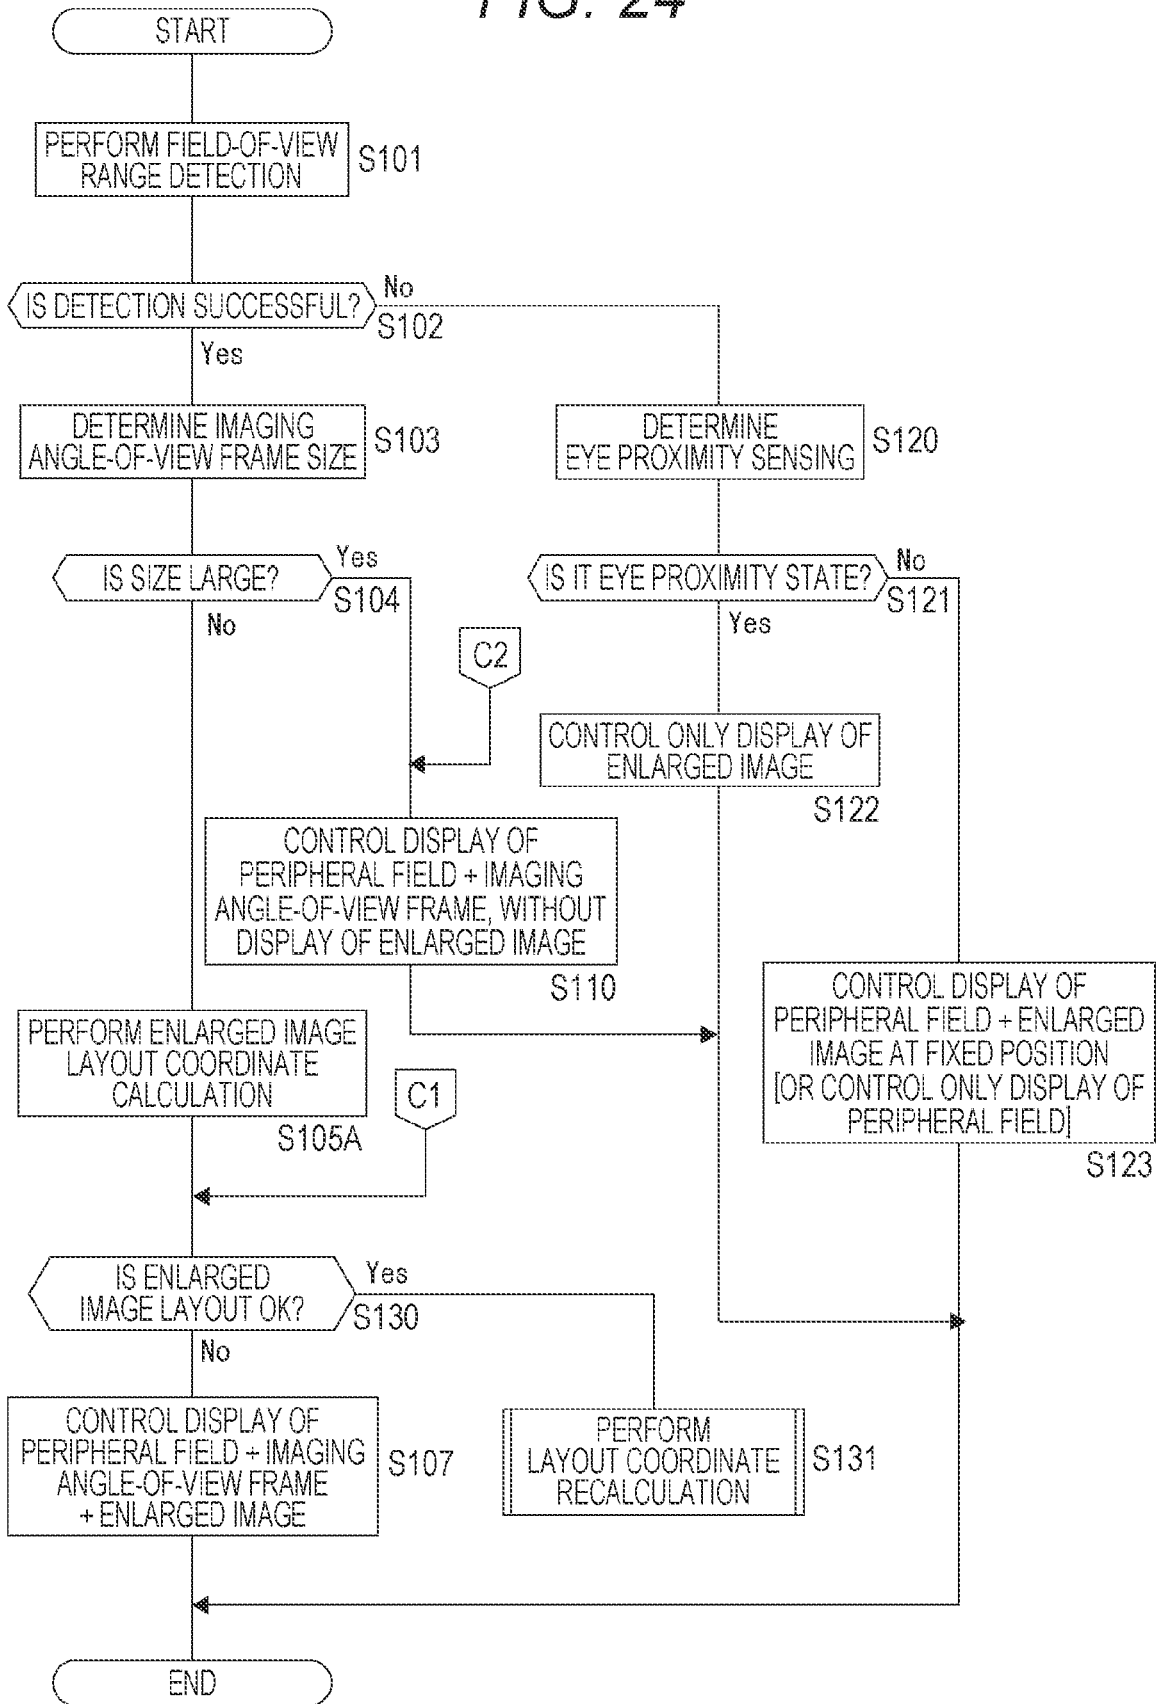 FIG. 24
START
PERFORM FIELD-OF-VIEW
RANGE DETECTION
S101
IS DETECTION SUCCESSFUL?
No
S102
Yes
DETERMINE IMAGING
ANGLE-OF-VIEW FRAME SIZE
S103
DETERMINE
EYE PROXIMITY SENSING
S120
IS SIZE LARGE?
Yes
S104
No
IS IT EYE PROXIMITY STATE?
No
S121
Yes
C2
CONTROL ONLY DISPLAY OF
ENLARGED IMAGE
S122
CONTROL DISPLAY OF
PERIPHERAL FIELD + IMAGING
ANGLE-OF-VIEW FRAME, WITHOUT
DISPLAY OF ENLARGED IMAGE
S110
CONTROL DISPLAY OF
PERIPHERAL FIELD + ENLARGED
IMAGE AT FIXED POSITION
[OR CONTROL ONLY DISPLAY OF
PERIPHERAL FIELD]
S123
PERFORM ENLARGED IMAGE
LAYOUT COORDINATE
CALCULATION
S105A
C1
IS ENLARGED
IMAGE LAYOUT OK?
Yes
S130
No
CONTROL DISPLAY OF
PERIPHERAL FIELD + IMAGING
ANGLE-OF-VIEW FRAME
+ ENLARGED IMAGE
S107
PERFORM
LAYOUT COORDINATE
RECALCULATION
S131
END